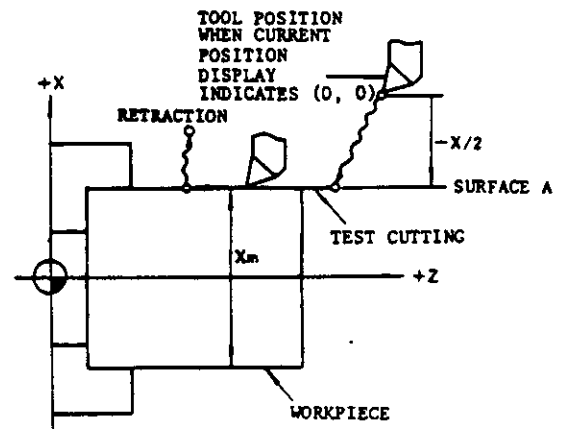 TOOL POSITION
WHEN CURRENT
POSITION
DISPLAY
INDICATES (0, 0)
+X
RETRACTION
-X/2
SURFACE A
TEST CUTTING
Xm
+Z
WORKPIECE